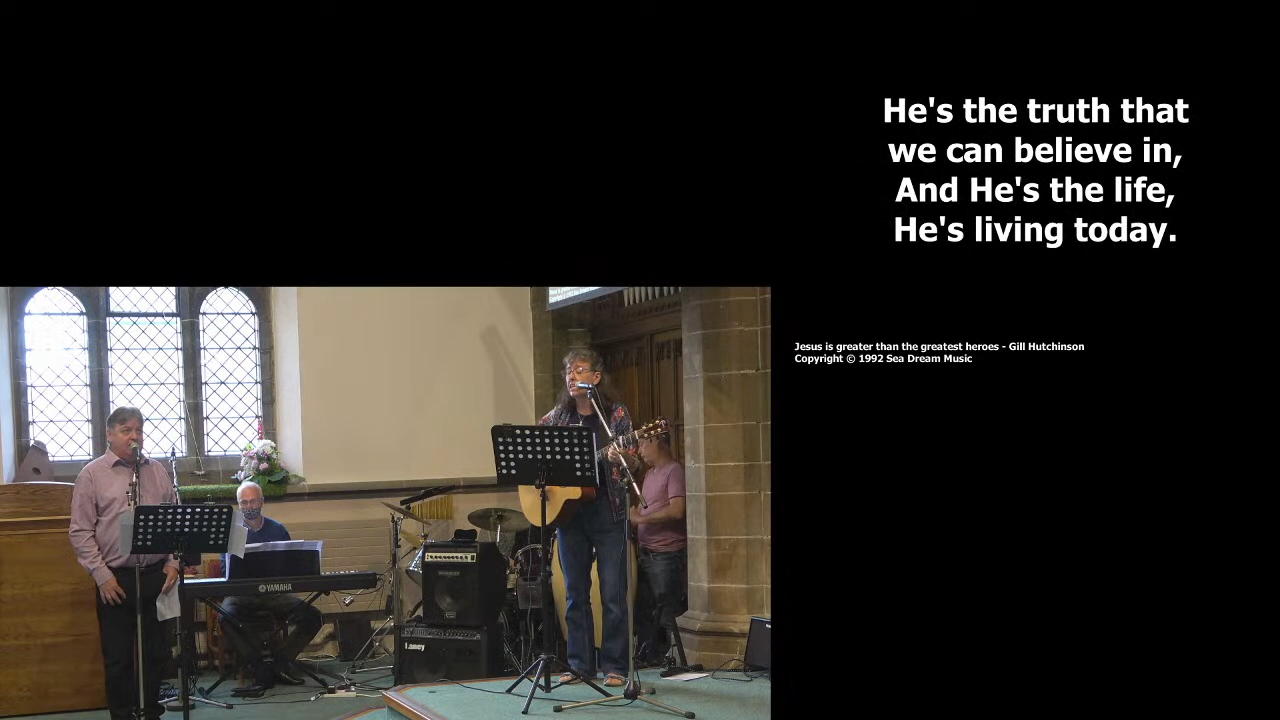 He's the truth that
we can believe in,
And He's the life,
He's living today.
Jesus is greater than the greatest heroes - Gill Hutchinson
Copyright © 1992 Sea Dream Music
YAMAHA
Laney